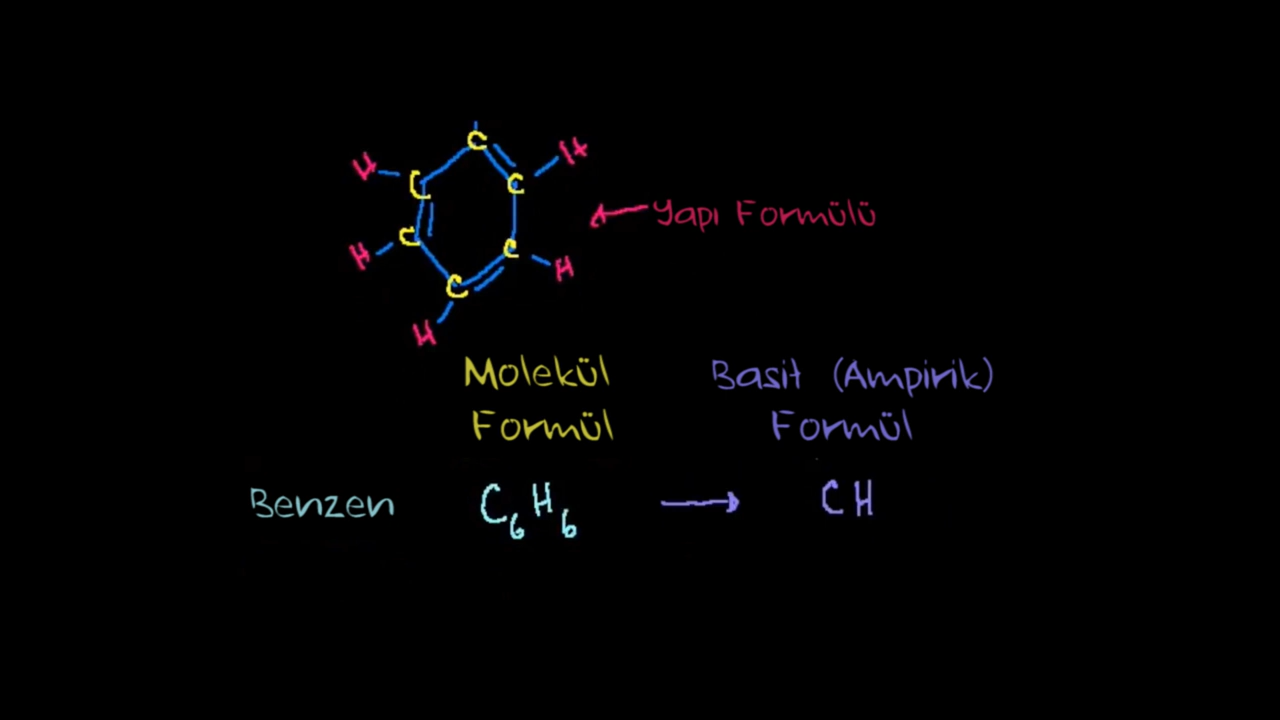 C
H C C H
Yapı Formülü
H C C H
C
H
Molekül Basit (Ampirik)
Formül Formül
Benzen C₆H₆ → CH